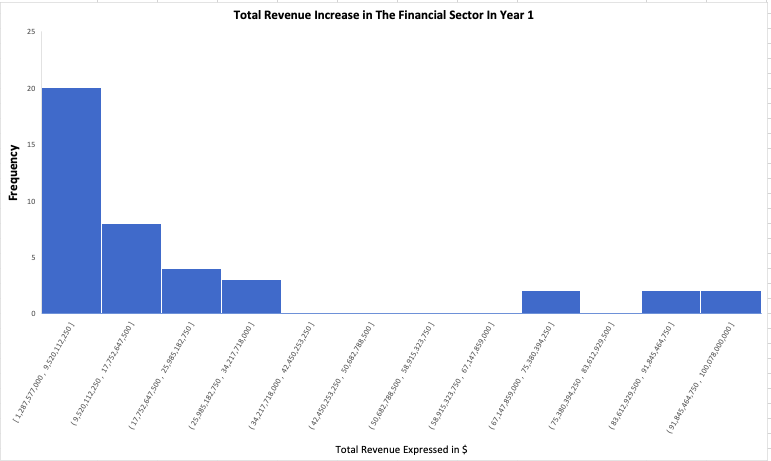 Total Revenue Increase in The Financial Sector In Year 1
25
20
15
10
5
0
Frequency
[ 1,287,577,000 , 9,520,112,250 ]
( 9,520,112,250 , 17,752,647,500 ]
( 17,752,647,500 , 25,985,182,750 ]
( 25,985,182,750 , 34,217,718,000 ]
( 34,217,718,000 , 42,450,253,250 ]
( 42,450,253,250 , 50,682,788,500 ]
( 50,682,788,500 , 58,915,323,750 ]
( 58,915,323,750 , 67,147,859,000 ]
( 67,147,859,000 , 75,380,394,250 ]
( 75,380,394,250 , 83,612,929,500 ]
( 83,612,929,500 , 91,845,464,750 ]
( 91,845,464,750 , 100,078,000,000 ]
Total Revenue Expressed in $